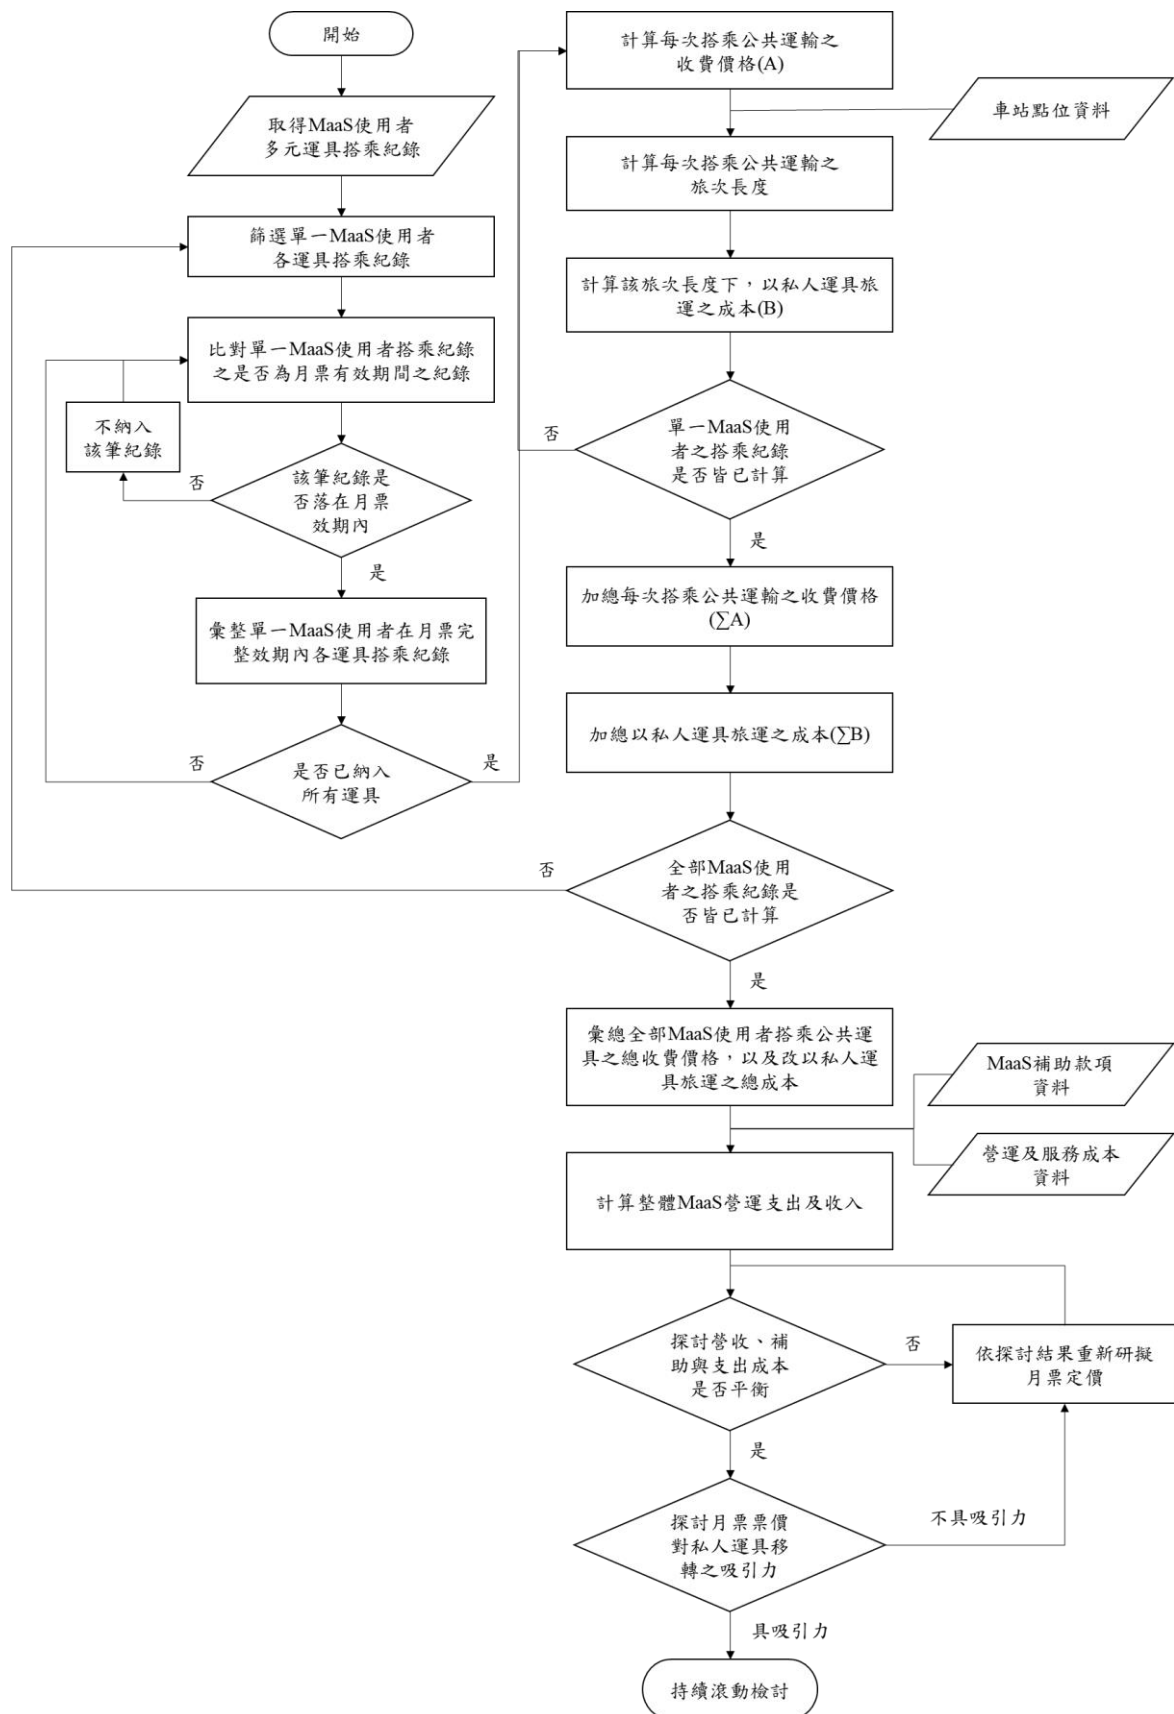 開始
取得MaaS使用者
多元運具搭乘紀錄
篩選單一MaaS使用者
各運具搭乘紀錄
比對單一MaaS使用者搭乘紀錄
之是否為月票有效期間之紀錄
不納入
該筆紀錄
否
該筆紀錄是
否落在月票
效期內
是
彙整單一MaaS使用者在月票完
整效期內各運具搭乘紀錄
否
是否已納入
所有運具
是
計算每次搭乘公共運輸之
收費價格(A)
車站點位資料
計算每次搭乘公共運輸之
旅次長度
計算該旅次長度下，以私人運具旅
運之成本(B)
否
單一MaaS使用
者之搭乘紀錄
是否皆已計算
是
加總每次搭乘公共運輸之收費價格
(∑A)
加總以私人運具旅運之成本(∑B)
否
全部MaaS使用
者之搭乘紀錄是
否皆已計算
是
彙總全部MaaS使用者搭乘公共運
具之總收費價格，以及改以私人運
具旅運之總成本
MaaS補助款項
資料
營運及服務成本
資料
計算整體MaaS營運支出及收入
探討營收、補
助與支出成本
是否平衡
否
依探討結果重新研擬
月票定價
是
探討月票票價
對私人運具移
轉之吸引力
不具吸引力
具吸引力
持續滾動檢討